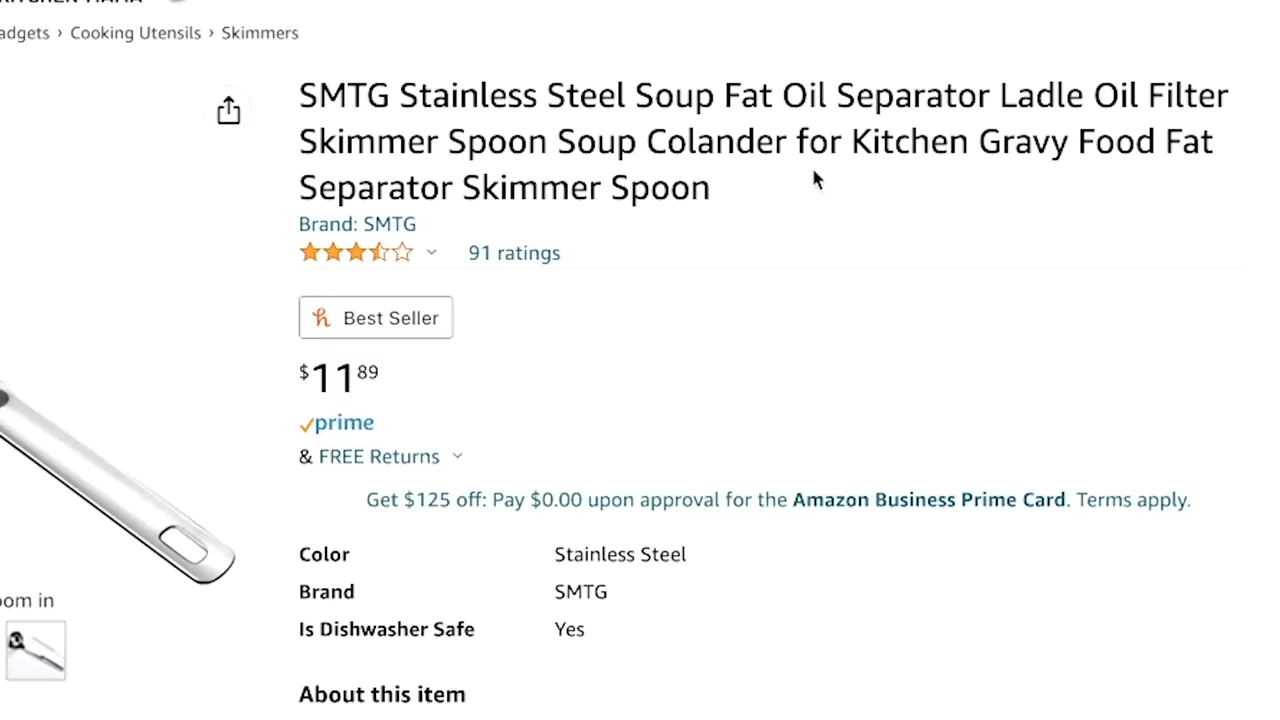 adgets › Cooking Utensils › Skimmers
SMTG Stainless Steel Soup Fat Oil Separator Ladle Oil Filter
Skimmer Spoon Soup Colander for Kitchen Gravy Food Fat
Separator Skimmer Spoon
Brand: SMTG
91 ratings
Best Seller
$11 89
prime
& FREE Returns
Get $125 off: Pay $0.00 upon approval for the Amazon Business Prime Card. Terms apply.
Color Stainless Steel
Brand SMTG
Is Dishwasher Safe Yes
oom in
About this item